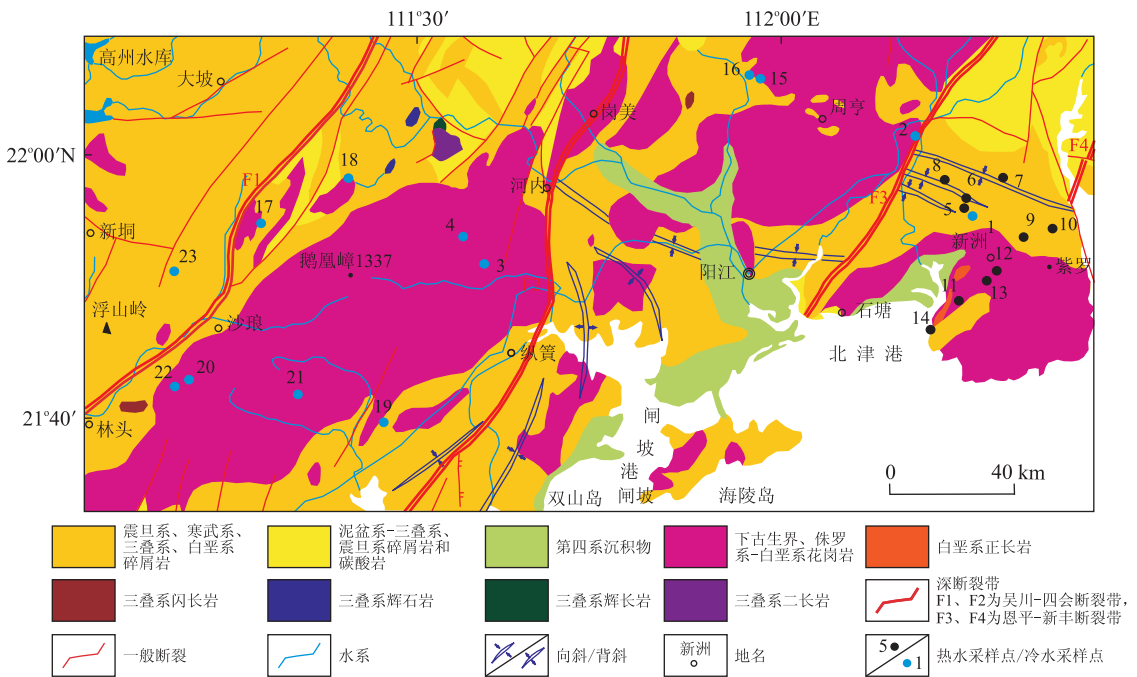 111°30′
112°00′E
高州水库
大坡
岗美
16
15
周亨
2
22°00′N
F4
18
F1
河内
8
6
7
F3
5
17
4
1
9
10
新垌
新洲
23
鹅凰嶂1337
3
阳江
12
紫罗
浮山岭
11
13
沙琅
石塘
14
纵篢
北津港
22
20
21
19
21°40′
林头
闸
坡
港
0
40 km
F
F
双山岛
闸坡
海陵岛
震旦系、寒武系、
三叠系、白垩系
碎屑岩
泥盆系-三叠系、
震旦系碎屑岩和
碳酸岩
第四系沉积物
下古生界、侏罗
系-白垩系花岗岩
白垩系正长岩
三叠系闪长岩
三叠系辉石岩
三叠系辉长岩
三叠系二长岩
深断裂带
F1、F2为吴川-四会断裂带,
F3、F4为恩平-新丰断裂带
一般断裂
水系
向斜/背斜
新洲
地名
5
1
热水采样点/冷水采样点